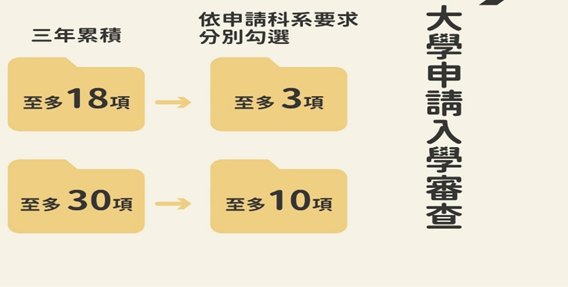 三年累積
依申請科系要求
分別勾選
至多18項
至多3項
至多30項
至多10項
大學申請入學審查